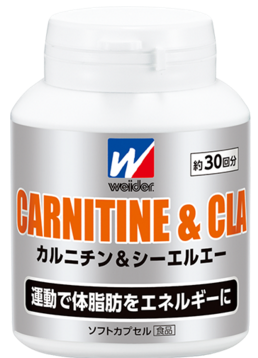 weider
約30回分
CARNITINE & CLA
カルニチン＆シーエルエー
運動で体脂肪をエネルギーに
ソフトカプセル 食品